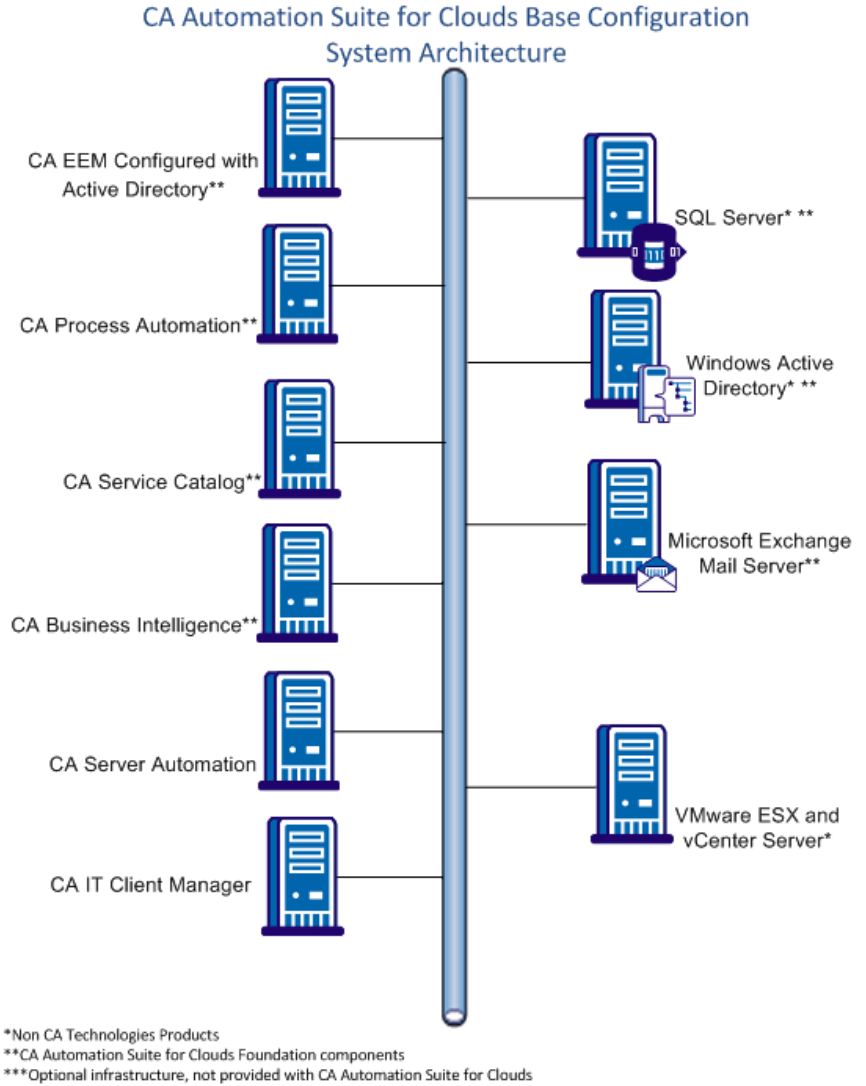 CA Automation Suite for Clouds Base Configuration
System Architecture
CA EEM Configured with
Active Directory**
SQL Server* **
CA Process Automation**
Windows Active
Directory* **
CA Service Catalog**
Microsoft Exchange
Mail Server**
CA Business Intelligence**
CA Server Automation
VMware ESX and
vCenter Server*
CA IT Client Manager
*Non CA Technologies Products
**CA Automation Suite for Clouds Foundation components
***Optional infrastructure, not provided with CA Automation Suite for Clouds